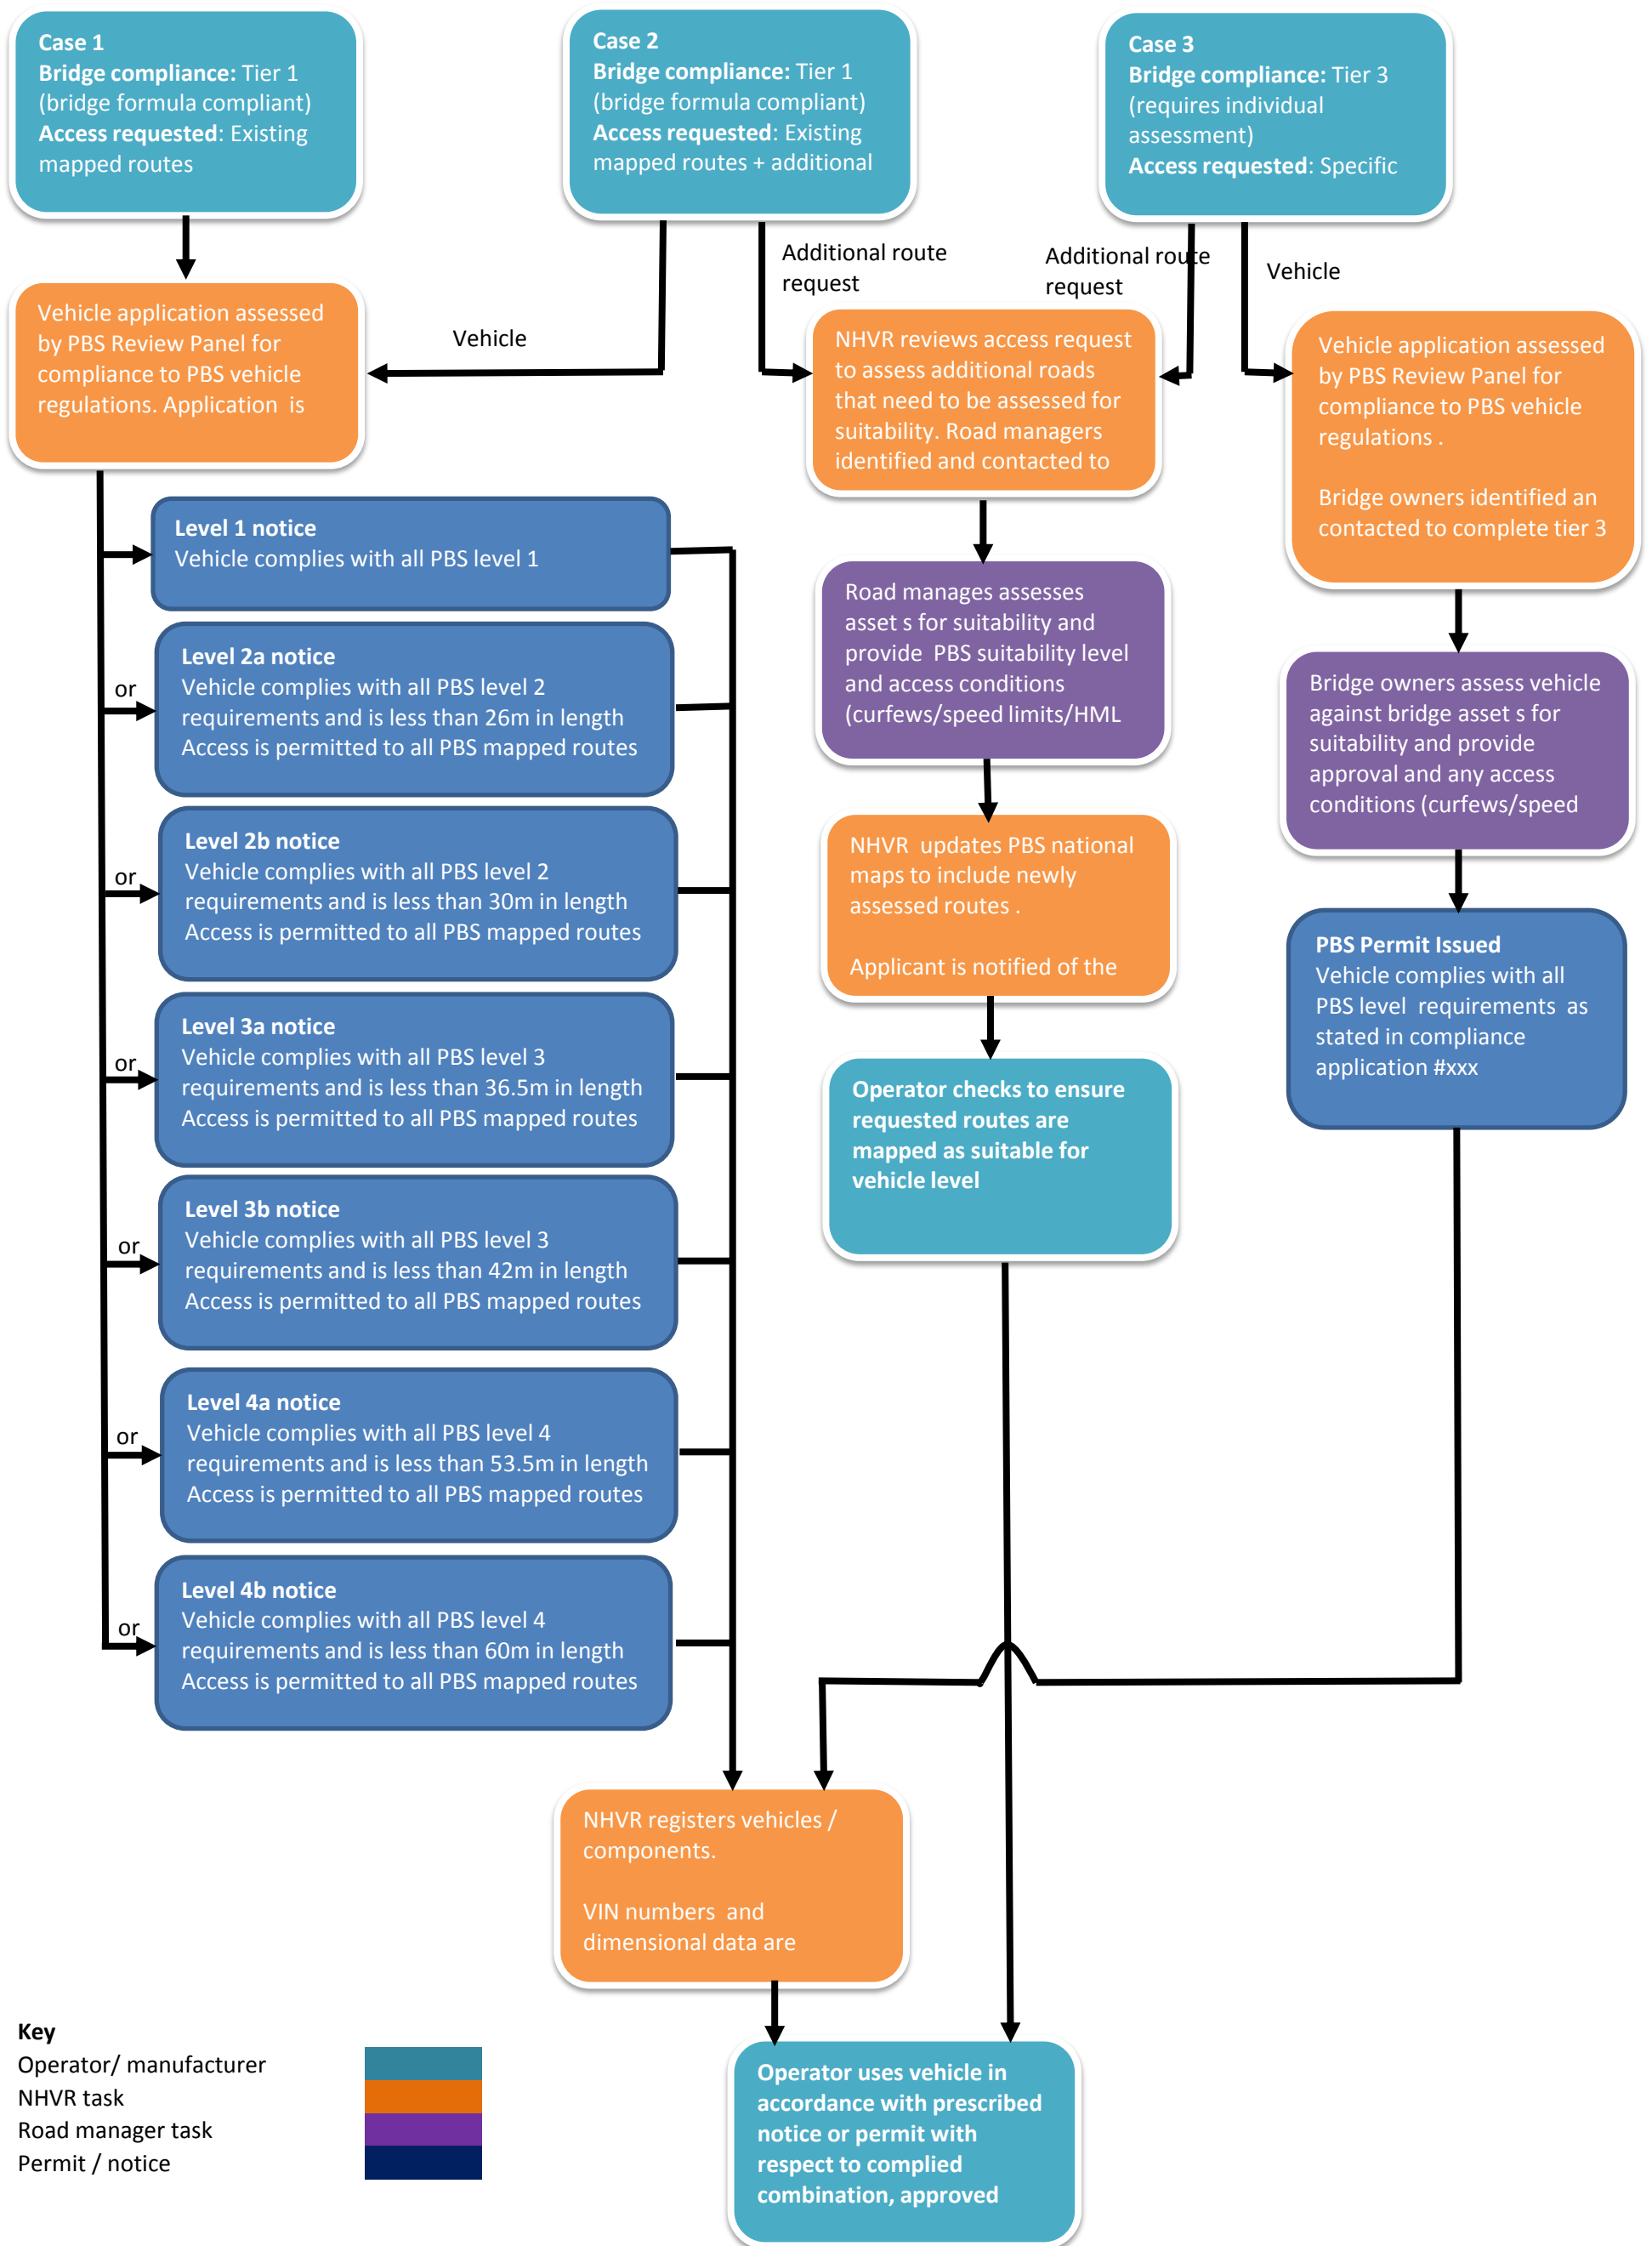 Case 1
Bridge compliance: Tier 1
(bridge formula compliant)
Access requested: Existing
mapped routes
Case 2
Bridge compliance: Tier 1
(bridge formula compliant)
Access requested: Existing
mapped routes + additional
Case 3
Bridge compliance: Tier 3
(requires individual
assessment)
Access requested: Specific
Additional route
request
Additional route
request
Vehicle
Vehicle
Vehicle application assessed
by PBS Review Panel for
compliance to PBS vehicle
regulations. Application  is
NHVR reviews access request
to assess additional roads
that need to be assessed for
suitability. Road managers
identified and contacted to
Vehicle application assessed
by PBS Review Panel for
compliance to PBS vehicle
regulations .
Bridge owners identified an
contacted to complete tier 3
Level 1 notice
Vehicle complies with all PBS level 1
or
Level 2a notice
Vehicle complies with all PBS level 2
requirements and is less than 26m in length
Access is permitted to all PBS mapped routes
or
Level 2b notice
Vehicle complies with all PBS level 2
requirements and is less than 30m in length
Access is permitted to all PBS mapped routes
or
Level 3a notice
Vehicle complies with all PBS level 3
requirements and is less than 36.5m in length
Access is permitted to all PBS mapped routes
or
Level 3b notice
Vehicle complies with all PBS level 3
requirements and is less than 42m in length
Access is permitted to all PBS mapped routes
or
Level 4a notice
Vehicle complies with all PBS level 4
requirements and is less than 53.5m in length
Access is permitted to all PBS mapped routes
or
Level 4b notice
Vehicle complies with all PBS level 4
requirements and is less than 60m in length
Access is permitted to all PBS mapped routes
Road manages assesses
asset s for suitability and
provide  PBS suitability level
and access conditions
(curfews/speed limits/HML
NHVR  updates PBS national
maps to include newly
assessed routes .
Applicant is notified of the
Operator checks to ensure
requested routes are
mapped as suitable for
vehicle level
Bridge owners assess vehicle
against bridge asset s for
suitability and provide
approval and any access
conditions (curfews/speed
PBS Permit Issued
Vehicle complies with all
PBS level  requirements  as
stated in compliance
application #xxx
NHVR registers vehicles /
components.
VIN numbers  and
dimensional data are
Operator uses vehicle in
accordance with prescribed
notice or permit with
respect to complied
combination, approved
Key
Operator/ manufacturer
NHVR task
Road manager task
Permit / notice